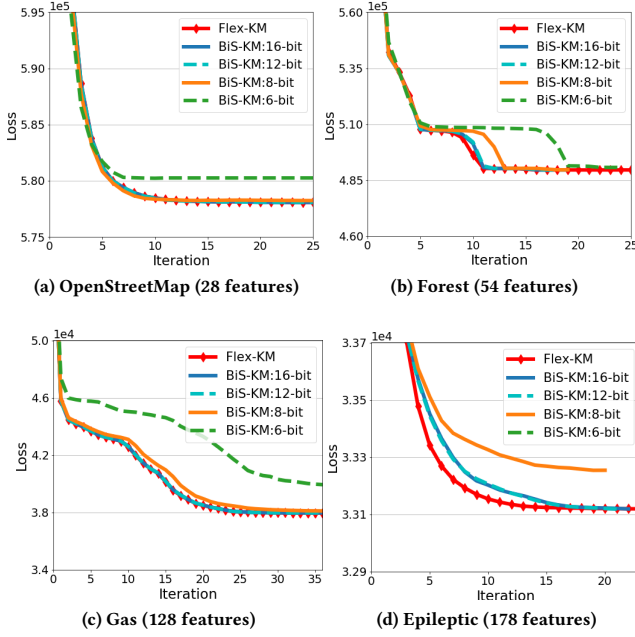 1e5
5.95
5.90
5.85
5.80
5.75
Loss
Flex-KM
BiS-KM:16-bit
BiS-KM:12-bit
BiS-KM:8-bit
BiS-KM:6-bit
0 5 10 15 20 25
Iteration
(a) OpenStreetMap (28 features)
1e5
5.60
5.35
5.10
4.85
4.60
Loss
Flex-KM
BiS-KM:16-bit
BiS-KM:12-bit
BiS-KM:8-bit
BiS-KM:6-bit
0 5 10 15 20 25
Iteration
(b) Forest (54 features)
1e4
5.0
4.6
4.2
3.8
3.4
Loss
Flex-KM
BiS-KM:16-bit
BiS-KM:12-bit
BiS-KM:8-bit
BiS-KM:6-bit
0 5 10 15 20 25 30 35
Iteration
(c) Gas (128 features)
1e4
3.37
3.35
3.33
3.31
3.29
Loss
Flex-KM
BiS-KM:16-bit
BiS-KM:12-bit
BiS-KM:8-bit
BiS-KM:6-bit
0 5 10 15 20
Iteration
(d) Epileptic (178 features)